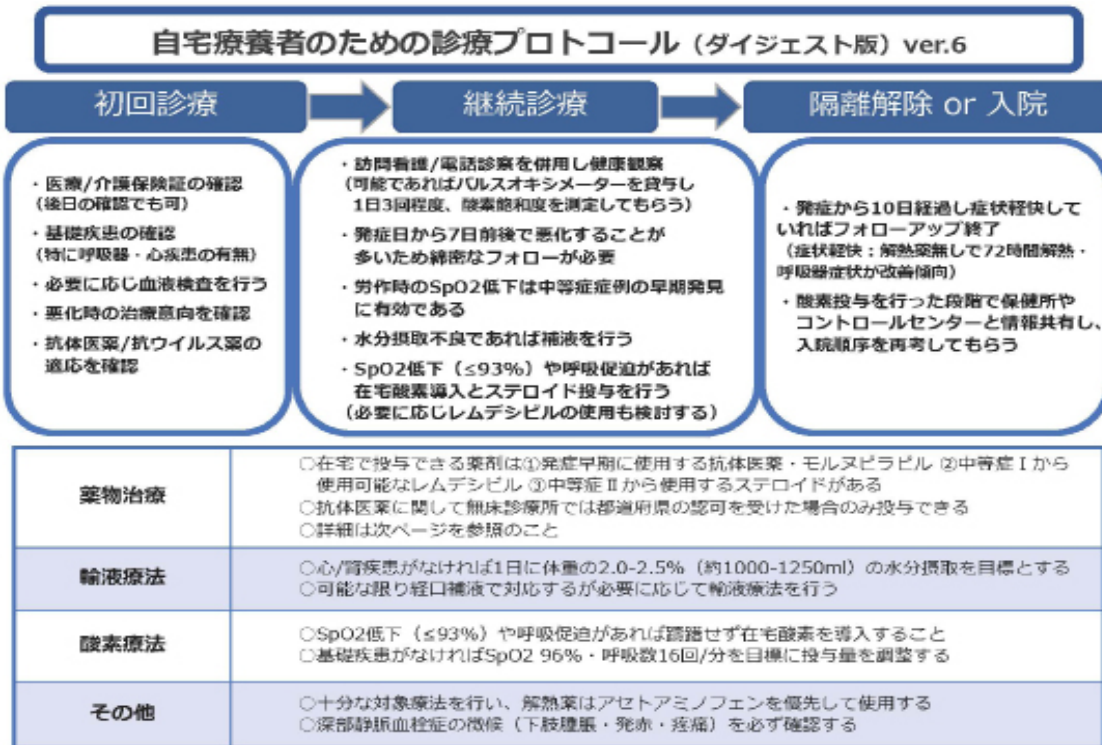 自宅療養者のための診療プロトコール（ダイジェスト版）ver.6
初回診療
継続診療
隔離解除 or 入院
・医療/介護保険証の確認
（後日の確認でも可）
・基礎疾患の確認
（特に呼吸器・心疾患の有無）
・必要に応じ血液検査を行う
・悪化時の治療意向を確認
・抗体医薬/抗ウイルス薬の
適応を確認
・訪問看護/電話診察を併用し健康観察
（可能であればパルスオキシメーターを貸与し
1日3回程度、酸素飽和度を測定してもらう）
・発症日から7日前後で悪化することが
多いため綿密なフォローが必要
・労作時のSpO2低下は中等症症例の早期発見
に有効である
・水分摂取不良であれば補液を行う
・SpO2低下（≤93%）や呼吸促迫があれば
在宅酸素導入とステロイド投与を行う
（必要に応じレムデシビルの使用も検討する）
・発症から10日経過し症状軽快して
いればフォローアップ終了
（症状軽快：解熱薬無しで72時間解熱・
呼吸器症状が改善傾向）
・酸素投与を行った段階で保健所や
コントロールセンターと情報共有し、
入院順序を再考してもらう
薬物治療
○在宅で投与できる薬剤は①発症早期に使用する抗体医薬・モルヌピラビル ②中等症Ⅰから
使用可能なレムデシビル ③中等症Ⅱから使用するステロイドがある
○抗体医薬に関して無床診療所では都道府県の認可を受けた場合のみ投与できる
○詳細は次ページを参照のこと
輸液療法
○心/腎疾患がなければ1日に体重の2.0-2.5%（約1000-1250ml）の水分摂取を目標とする
○可能な限り経口補液で対応するが必要に応じて輸液療法を行う
酸素療法
○SpO2低下（≤93%）や呼吸促迫があれば躊躇せず在宅酸素を導入すること
○基礎疾患がなければSpO2 96%・呼吸数16回/分を目標に投与量を調整する
その他
○十分な対象療法を行い、解熱薬はアセトアミノフェンを優先して使用する
○深部静脈血栓症の徴候（下肢腫脹・発赤・疼痛）を必ず確認する